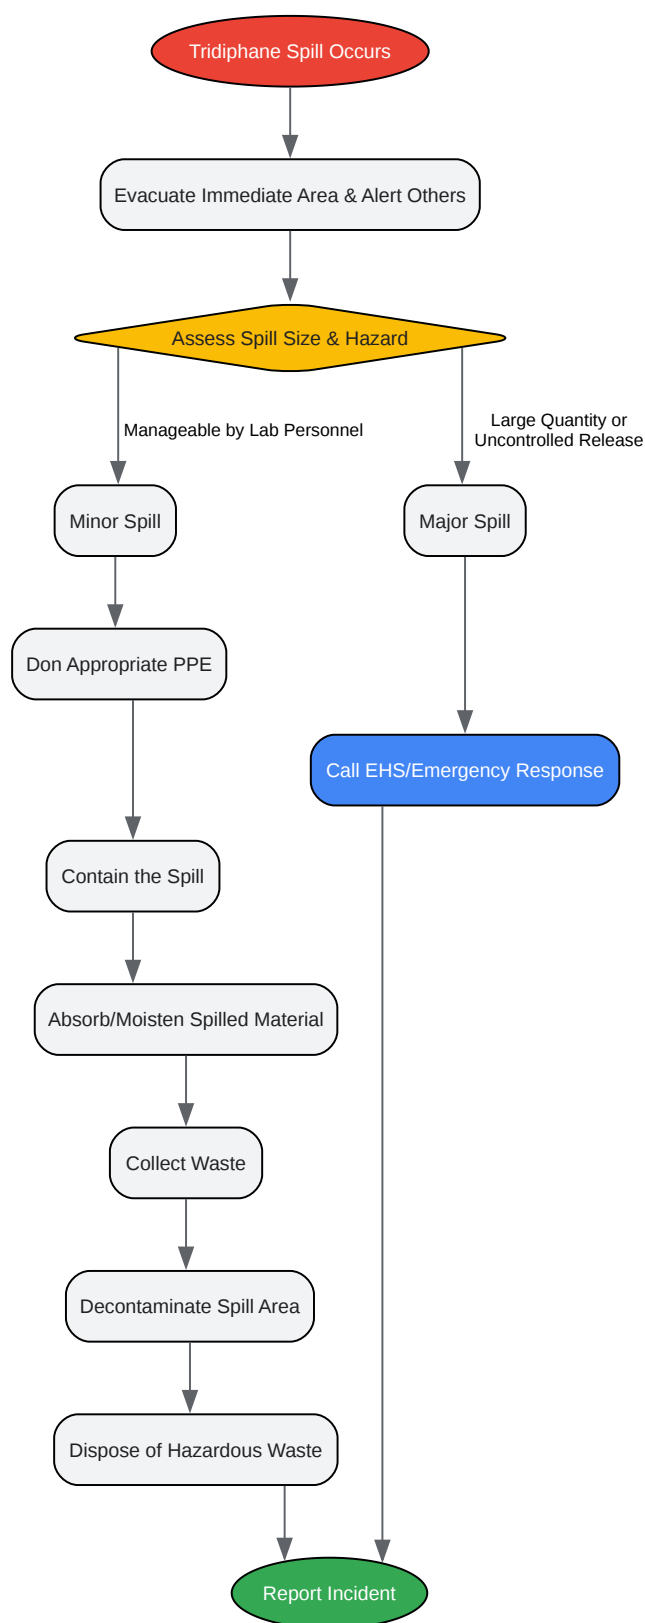 Tridiphane Spill Occurs
Evacuate Immediate Area & Alert Others
Assess Spill Size & Hazard
Manageable by Lab Personnel
Large Quantity or
Uncontrolled Release
Minor Spill
Major Spill
Don Appropriate PPE
Call EHS/Emergency Response
Contain the Spill
Absorb/Moisten Spilled Material
Collect Waste
Decontaminate Spill Area
Dispose of Hazardous Waste
Report Incident